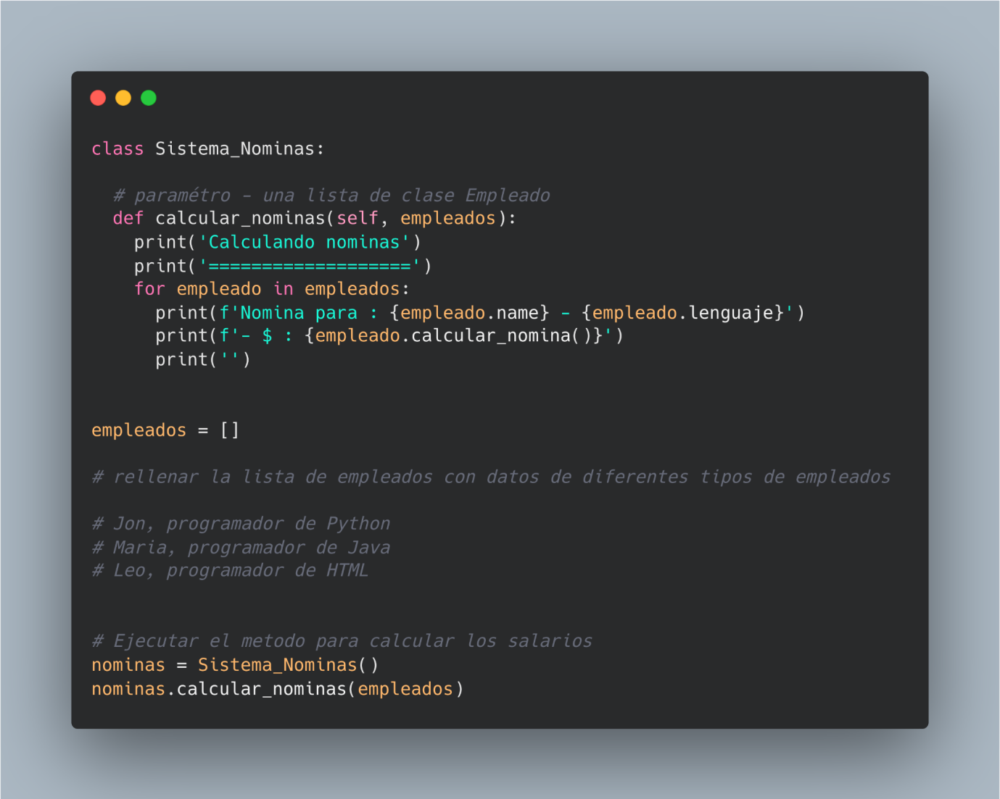 class Sistema_Nominas:
# paramétro - una lista de clase Empleado
def calcular_nominas(self, empleados):
print('Calculando nominas')
print('===================')
for empleado in empleados:
print(f'Nomina para : {empleado.name} - {empleado.lenguaje}')
print(f'- $ : {empleado.calcular_nomina()}')
print('')
empleados = []
# rellenar la lista de empleados con datos de diferentes tipos de empleados
# Jon, programador de Python
# Maria, programador de Java
# Leo, programador de HTML
# Ejecutar el metodo para calcular los salarios
nominas = Sistema_Nominas()
nominas.calcular_nominas(empleados)